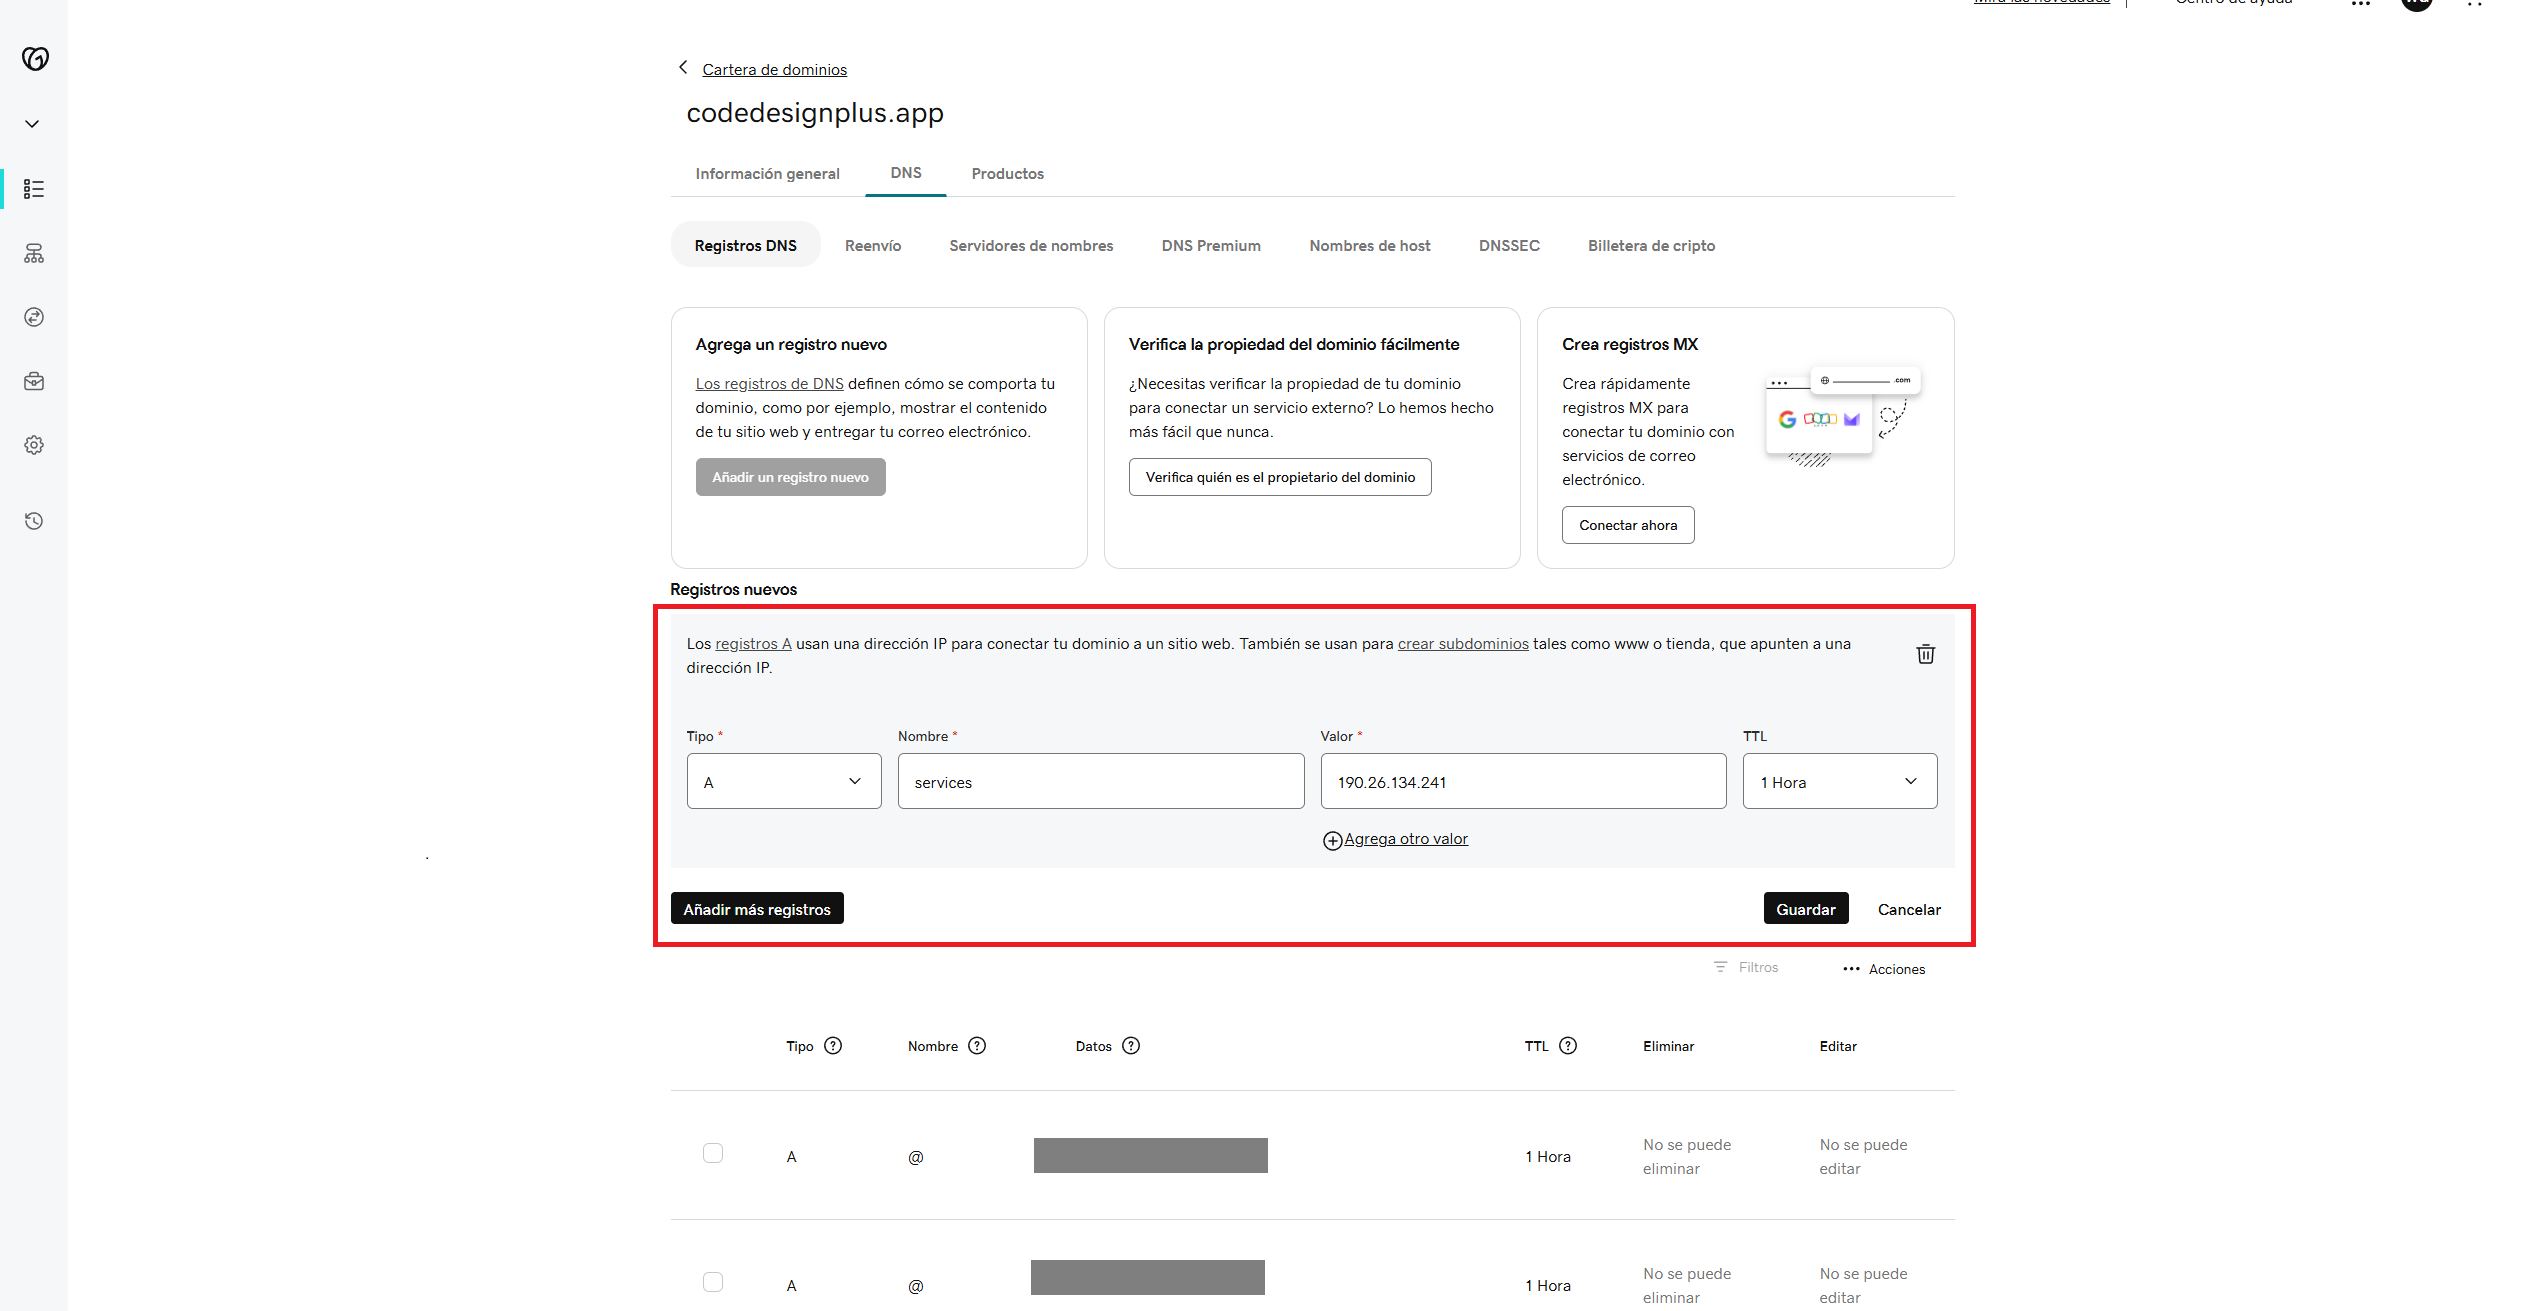 Mira las novedades
Centro de ayuda
Cartera de dominios
codedesignplus.app
Información general
DNS
Productos
Registros DNS
Reenvío
Servidores de nombres
DNS Premium
Nombres de host
DNSSEC
Billetera de cripto
Agrega un registro nuevo
Los registros de DNS definen cómo se comporta tu
dominio, como por ejemplo, mostrar el contenido
de tu sitio web y entregar tu correo electrónico.
Añadir un registro nuevo
Verifica la propiedad del dominio fácilmente
¿Necesitas verificar la propiedad de tu dominio
para conectar un servicio externo? Lo hemos hecho
más fácil que nunca.
Verifica quién es el propietario del dominio
Crea registros MX
Crea rápidamente
registros MX para
conectar tu dominio con
servicios de correo
electrónico.
.com
Conectar ahora
Registros nuevos
Los registros A usan una dirección IP para conectar tu dominio a un sitio web. También se usan para crear subdominios tales como www o tienda, que apunten a una
dirección IP.
Tipo *
Nombre *
Valor *
TTL
A
services
190.26.134.241
1 Hora
Agrega otro valor
Añadir más registros
Guardar
Cancelar
Filtros
Acciones
Tipo
Nombre
Datos
TTL
Eliminar
Editar
A
@
1 Hora
No se puede
eliminar
No se puede
editar
A
@
1 Hora
No se puede
eliminar
No se puede
editar